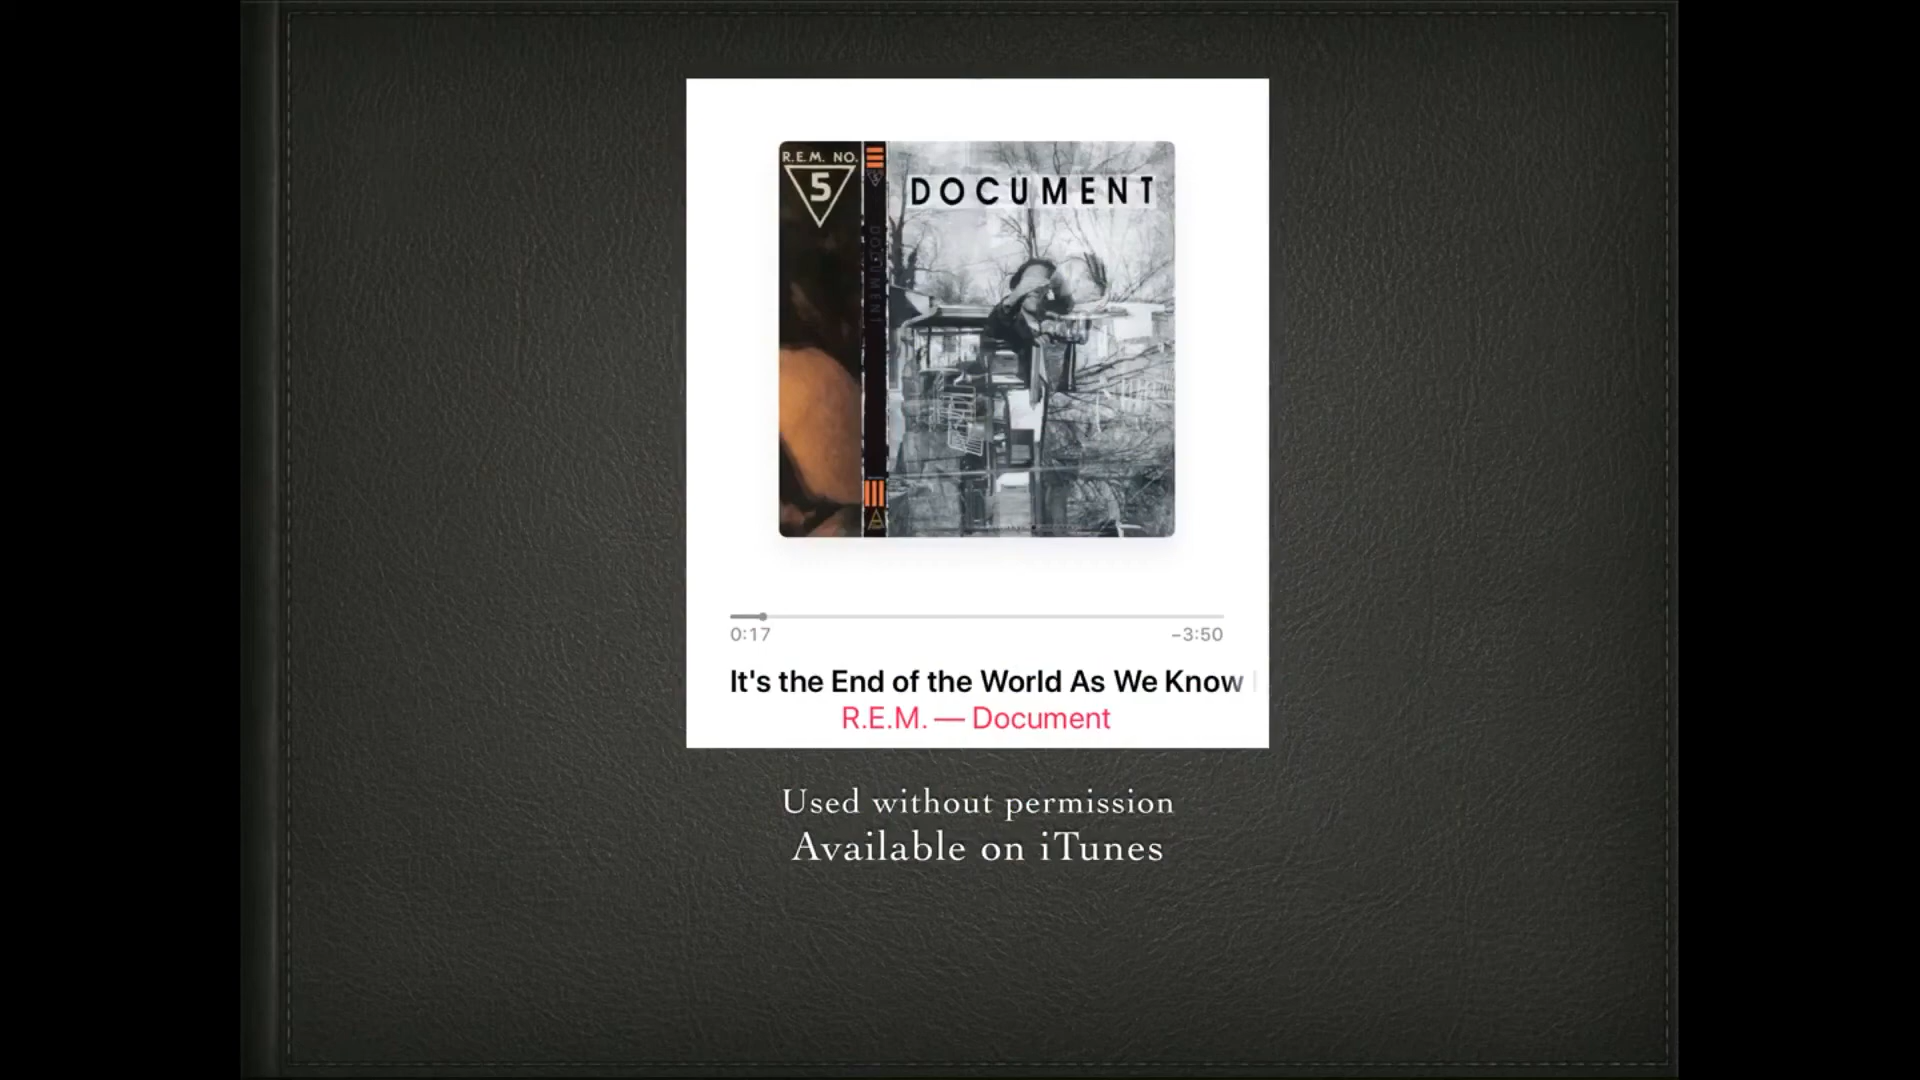 R.E.M. NO.
5
DOCUMENT
DOCUMENT
0:17
−3:50
It's the End of the World As We Know
R.E.M. — Document
Used without permission
Available on iTunes